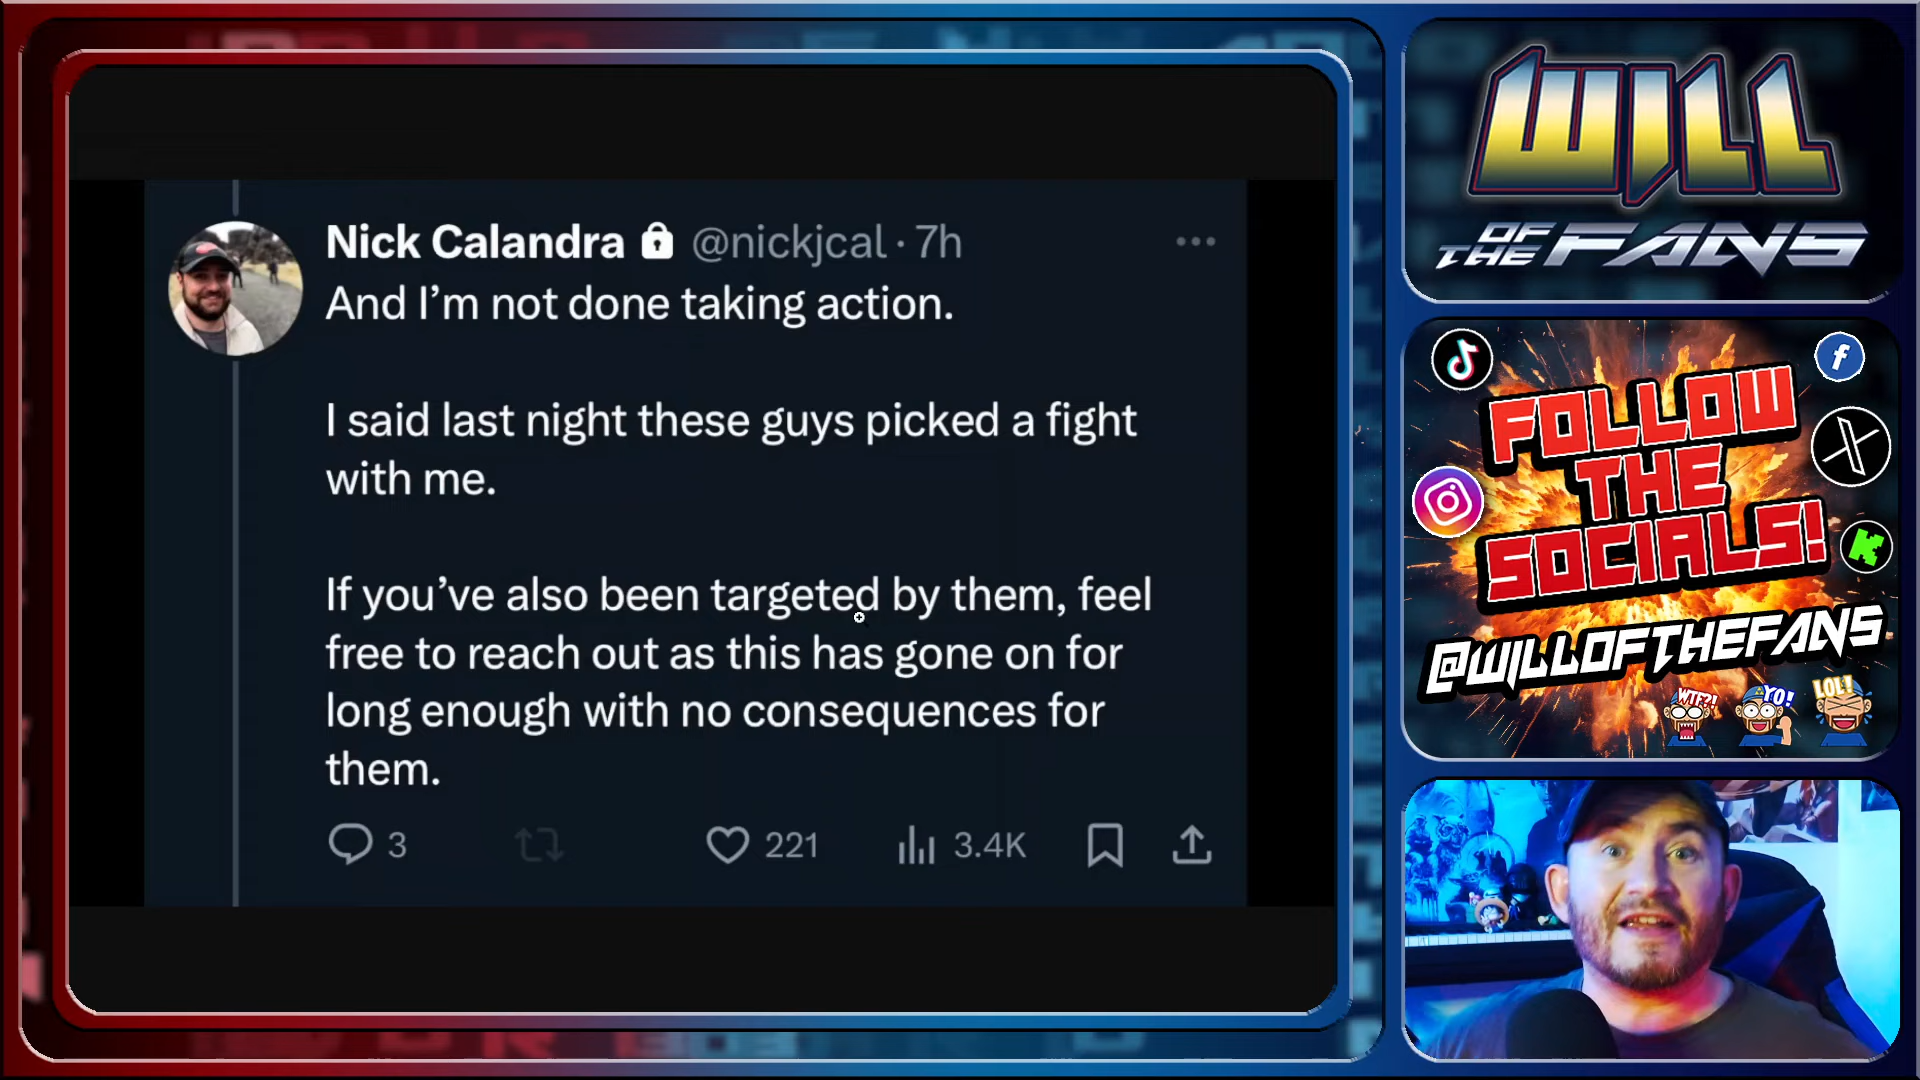 Nick Calandra @nickjcal · 7h
And I'm not done taking action.
I said last night these guys picked a fight
with me.
If you've also been targeted by them, feel
free to reach out as this has gone on for
long enough with no consequences for
them.
3 221 3.4K
WILL
OF
THE FANS
FOLLOW
THE
SOCIALS!
@WILLOFTHEFANS
WTF?! YO! LOL!